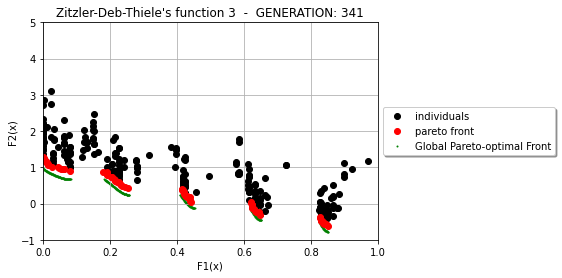 Zitzler-Deb-Thiele's function 3 - GENERATION: 341
5
4
3
2
1
0
−1
F2(x)
0.0 0.2 0.4 0.6 0.8 1.0
F1(x)
individuals
pareto front
Global Pareto-optimal Front